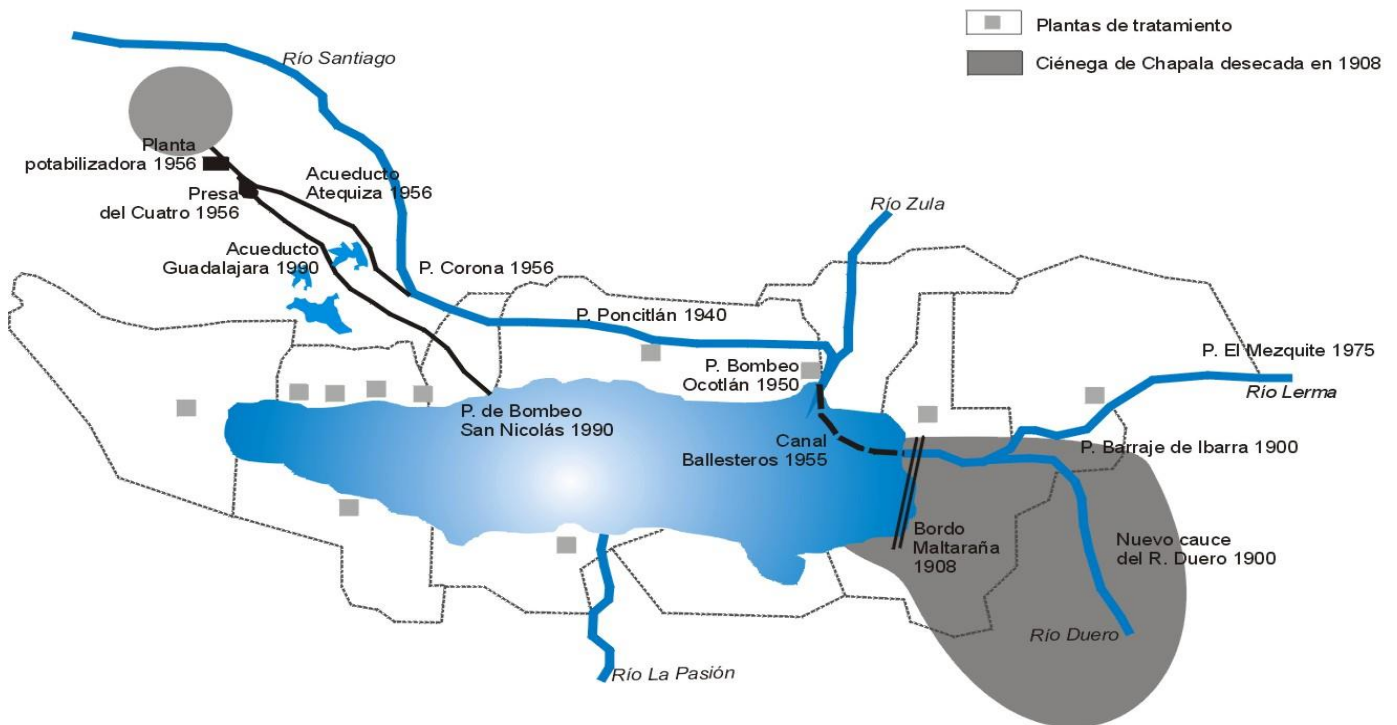 Plantas de tratamiento
Ciénega de Chapala desecada en 1908
Río Santiago
Planta
potabilizadora 1956
Acueducto
Atequiza 1956
Presa
del Cuatro 1956
Río Zula
Acueducto
Guadalajara 1990
P. Corona 1956
P. Poncitlán 1940
P. El Mezquite 1975
P. Bombeo
Ocotlán 1950
Río Lerma
P. de Bombeo
San Nicolás 1990
Canal
Ballesteros 1955
P. Barraje de Ibarra 1900
Bordo
Maltaraña
1908
Nuevo cauce
del R. Duero 1900
Río Duero
Río La Pasión